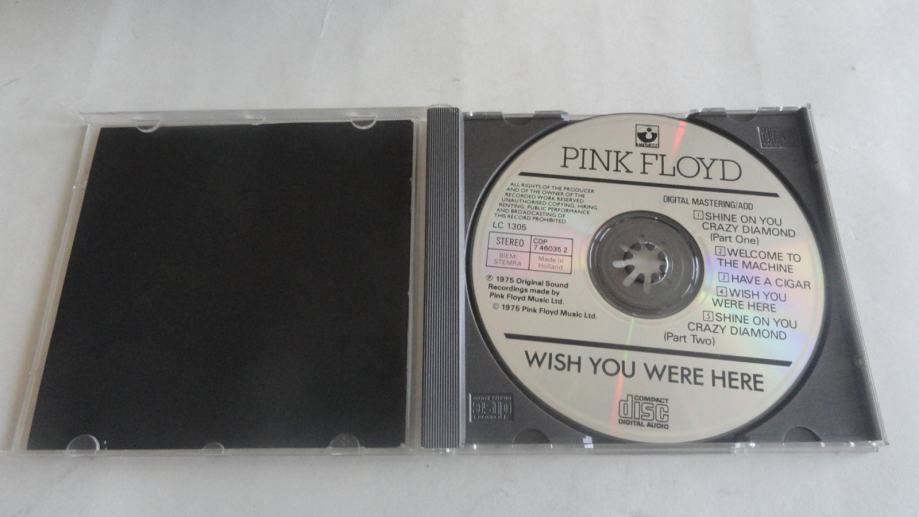 HARVEST
PINK FLOYD
ALL RIGHTS OF THE PRODUCER
AND OF THE OWNER OF THE
RECORDED WORK RESERVED
UNAUTHORISED COPYING, HIRING,
RENTING, PUBLIC PERFORMANCE
AND BROADCASTING OF
THIS RECORD PROHIBITED
LC 1305
STEREO
CDP
7 46035 2
BIEM/
STEMRA
Made in
Holland
℗ 1975 Original Sound
Recordings made by
Pink Floyd Music Ltd.
© 1975 Pink Floyd Music Ltd.
DIGITAL MASTERING/ADD
1 SHINE ON YOU
CRAZY DIAMOND
(Part One)
2 WELCOME TO
THE MACHINE
3 HAVE A CIGAR
4 WISH YOU
WERE HERE
5 SHINE ON YOU
CRAZY DIAMOND
(Part Two)
WISH YOU WERE HERE
COMPACT
disc
DIGITAL AUDIO
disc